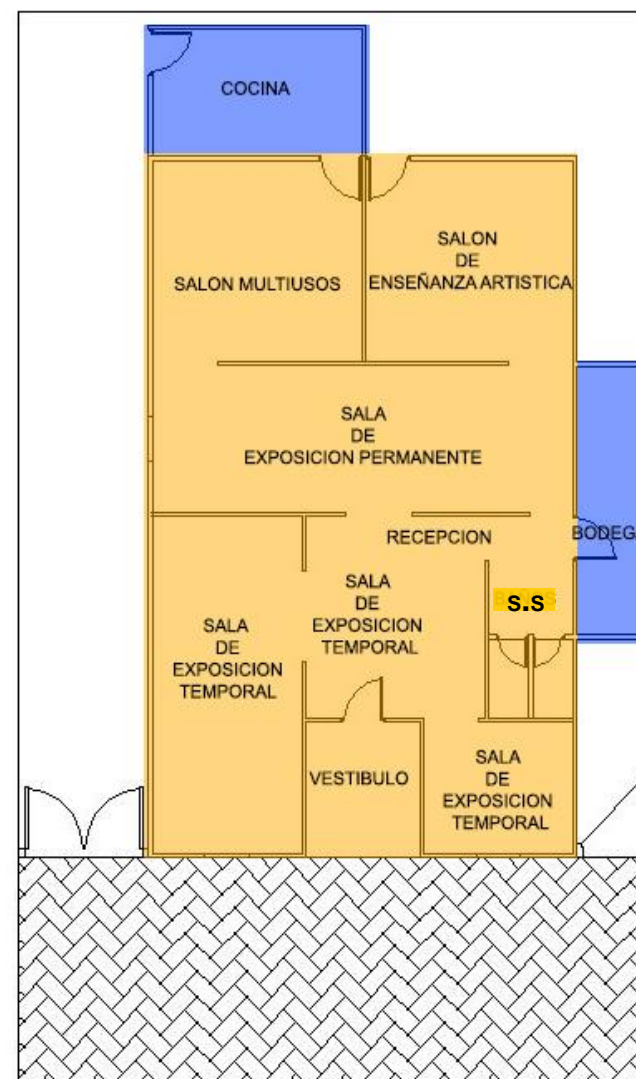 COCINA
SALON MULTIUSOS
SALON
DE
ENSEÑANZA ARTISTICA
SALA
DE
EXPOSICION PERMANENTE
RECEPCION
BODEG
SALA
DE
EXPOSICION
TEMPORAL
SALA
DE
EXPOSICION
TEMPORAL
S.S
VESTIBULO
SALA
DE
EXPOSICION
TEMPORAL